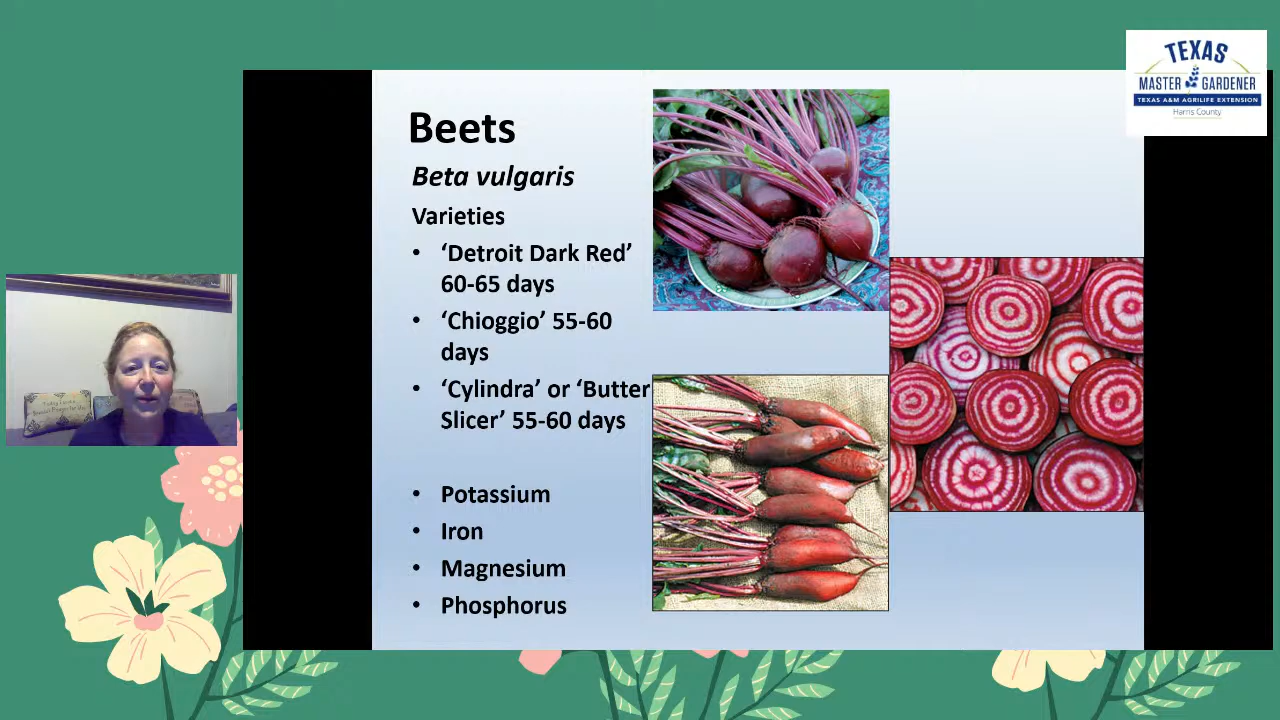 Beets
Beta vulgaris
Varieties
• ‘Detroit Dark Red’
60-65 days
• ‘Chioggio’ 55-60
days
• ‘Cylindra’ or ‘Butter
Slicer’ 55-60 days
• Potassium
• Iron
• Magnesium
• Phosphorus
TEXAS
MASTER GARDENER
TEXAS A&M AGRILIFE EXTENSION
Harris County